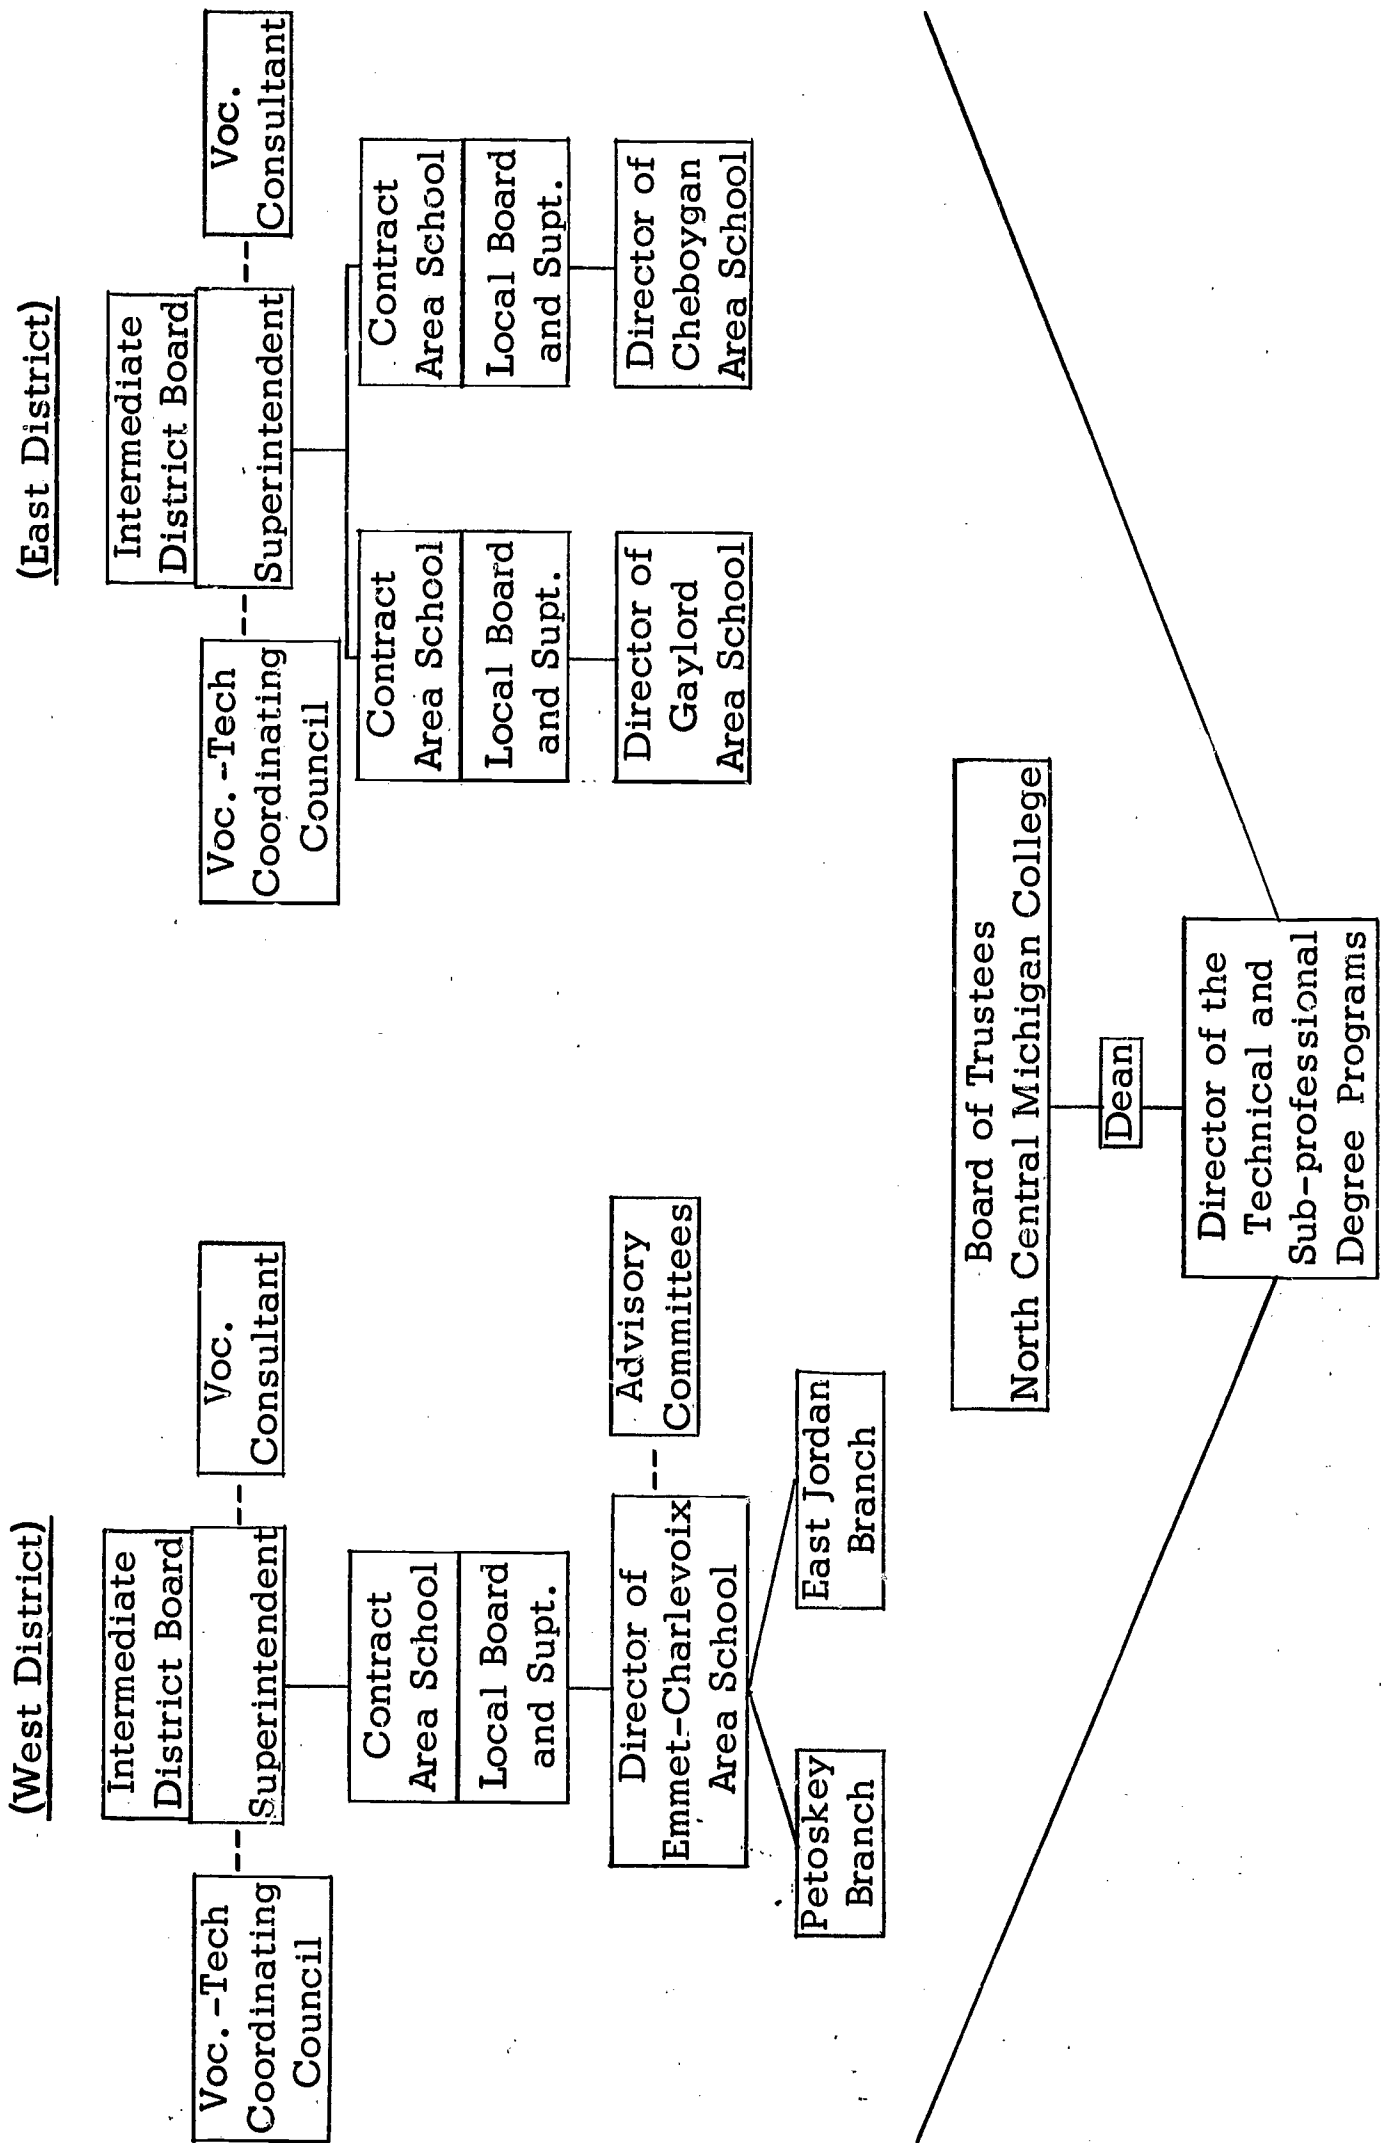 (West District)
Intermediate
District Board
Superintendent
Voc.-Tech
Coordinating
Council
Voc.
Consultant
Contract
Area School
Local Board
and Supt.
Director of
Emmet-Charlevoix
Area School
Advisory
Committees
Petoskey
Branch
East Jordan
Branch
(East District)
Intermediate
District Board
Superintendent
Voc.-Tech
Coordinating
Council
Voc.
Consultant
Contract
Area School
Local Board
and Supt.
Director of
Gaylord
Area School
Contract
Area School
Local Board
and Supt.
Director of
Cheboygan
Area School
Board of Trustees
North Central Michigan College
Dean
Director of the
Technical and
Sub-professional
Degree Programs